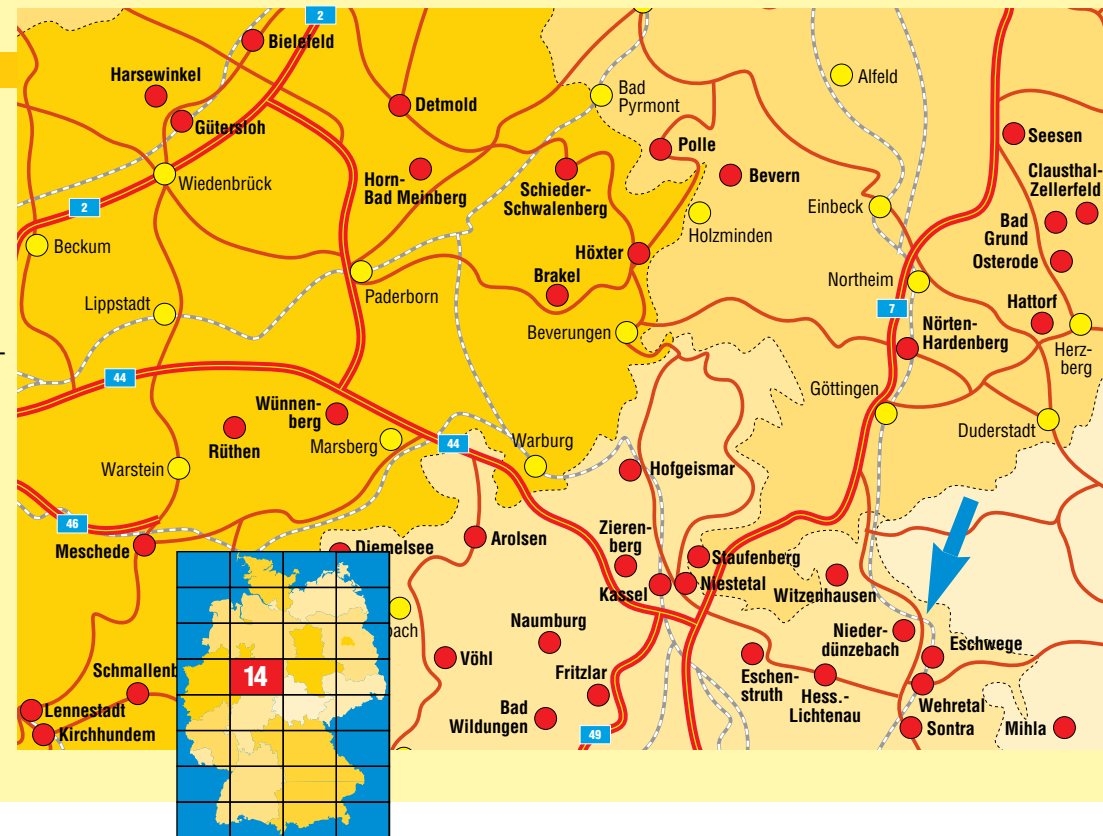 2
Bielefeld
Harsewinkel
Gütersloh
Detmold
Bad
Pyrmont
Alfeld
Polle
Seesen
Wiedenbrück
Horn-
Bad Meinberg
Schieder-
Schwalenberg
Bevern
Clausthal-
Zellerfeld
2
Einbeck
Bad
Grund
Beckum
Holzminden
Höxter
Osterode
Brakel
Northeim
Lippstadt
Paderborn
Hattorf
7
Beverungen
Nörten-
Hardenberg
Herz-
berg
44
Göttingen
Wünnen-
berg
Rüthen
Marsberg
44
Warburg
Duderstadt
Warstein
Hofgeismar
46
Meschede
Diemelsee
Arolsen
Zieren-
berg
Staufenberg
Kassel
Niestetal
Witzenhausen
bach
Naumburg
Nieder-
dünzebach
Eschwege
Schmallenb
14
Vöhl
Fritzlar
Eschen-
struth
Hess.-
Lichtenau
Wehretal
Lennestadt
Bad
Wildungen
Kirchhundem
49
Sontra
Mihla